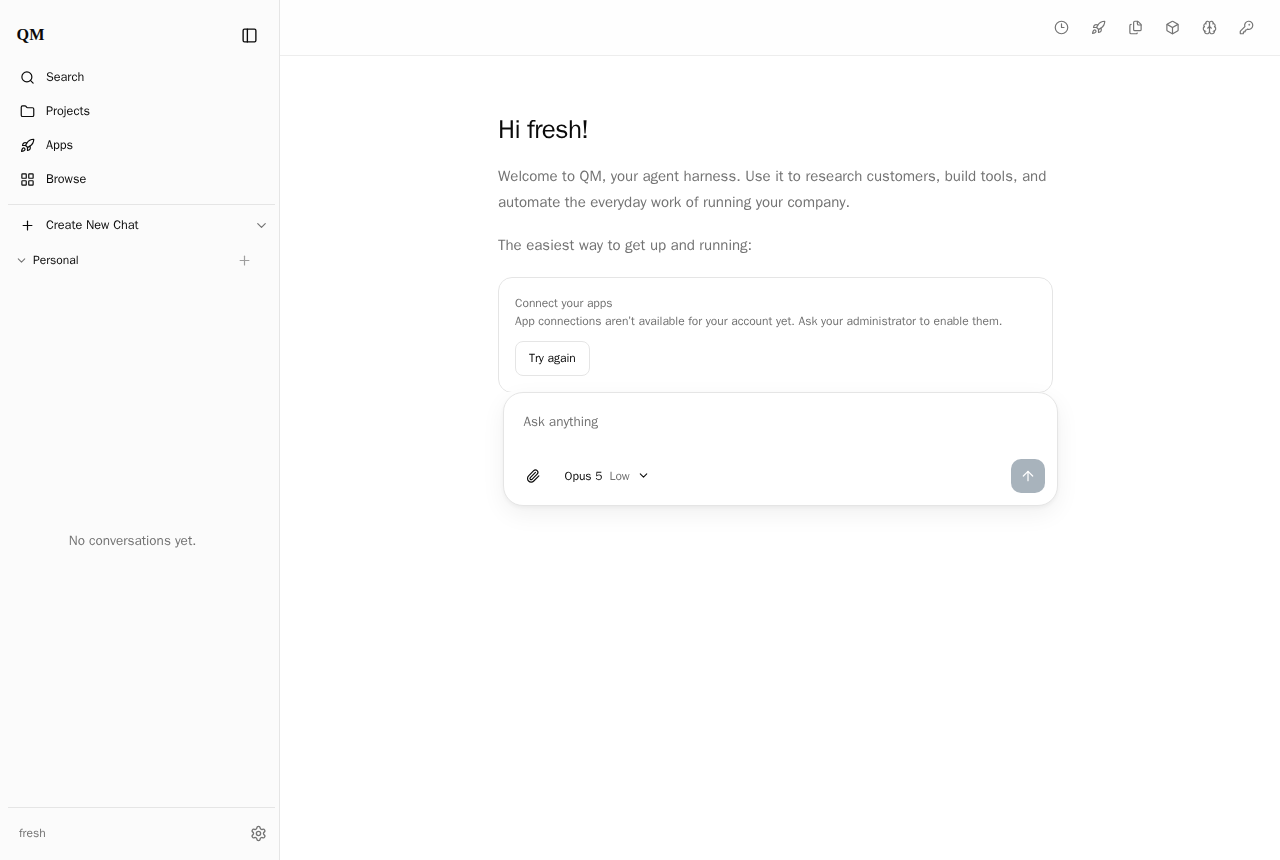 QM
Search
Projects
Apps
Browse
Create New Chat
Personal
No conversations yet.
fresh
Hi fresh!
Welcome to QM, your agent harness. Use it to research customers, build tools, and
automate the everyday work of running your company.
The easiest way to get up and running:
Connect your apps
App connections aren't available for your account yet. Ask your administrator to enable them.
Try again
Ask anything
Opus 5 Low